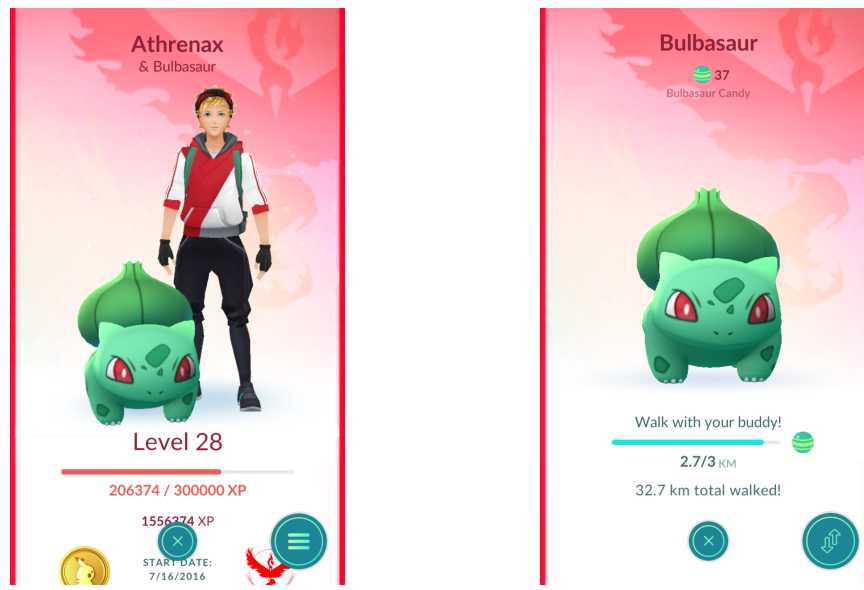 Athrenax
& Bulbasaur
Level 28
206374 / 300000 XP
1556374 XP
START DATE:
7/16/2016
Bulbasaur
37
Bulbasaur Candy
Walk with your buddy!
2.7/3 KM
32.7 km total walked!